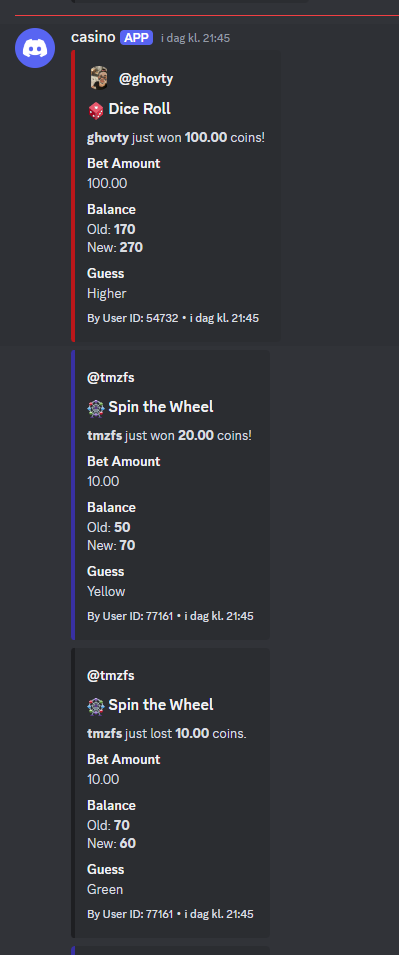 casino APP i dag kl. 21:45
@ghovty
Dice Roll
ghovty just won 100.00 coins!
Bet Amount
100.00
Balance
Old: 170
New: 270
Guess
Higher
By User ID: 54732 • i dag kl. 21:45
@tmzfs
Spin the Wheel
tmzfs just won 20.00 coins!
Bet Amount
10.00
Balance
Old: 50
New: 70
Guess
Yellow
By User ID: 77161 • i dag kl. 21:45
@tmzfs
Spin the Wheel
tmzfs just lost 10.00 coins.
Bet Amount
10.00
Balance
Old: 70
New: 60
Guess
Green
By User ID: 77161 • i dag kl. 21:45